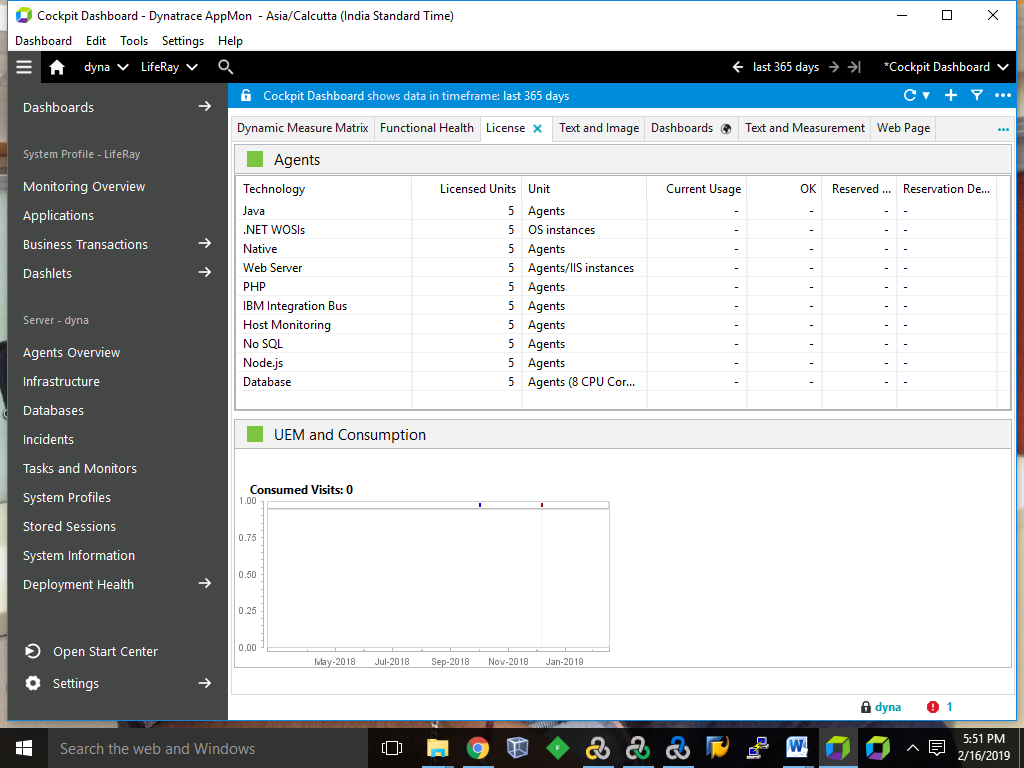 Cockpit Dashboard - Dynatrace AppMon - Asia/Calcutta (India Standard Time)
Dashboard Edit Tools Settings Help
dyna LifeRay last 365 days *Cockpit Dashboard
Cockpit Dashboard shows data in timeframe: last 365 days
Dynamic Measure Matrix Functional Health License Text and Image Dashboards Text and Measurement Web Page
Dashboards
System Profile - LifeRay
Monitoring Overview
Applications
Business Transactions
Dashlets
Server - dyna
Agents Overview
Infrastructure
Databases
Incidents
Tasks and Monitors
System Profiles
Stored Sessions
System Information
Deployment Health
Open Start Center
Settings
Agents
Technology Licensed Units Unit Current Usage OK Reserved ... Reservation De...
Java 5 Agents - - - -
.NET WOSIs 5 OS instances - - - -
Native 5 Agents - - - -
Web Server 5 Agents/IIS instances - - - -
PHP 5 Agents - - - -
IBM Integration Bus 5 Agents - - - -
Host Monitoring 5 Agents - - - -
No SQL 5 Agents - - - -
Node.js 5 Agents - - - -
Database 5 Agents (8 CPU Cor... - - - -
UEM and Consumption
Consumed Visits: 0
1.00
0.75
0.50
0.25
0.00
May-2018 Jul-2018 Sep-2018 Nov-2018 Jan-2019
dyna 1
Search the web and Windows
5:51 PM
2/16/2019